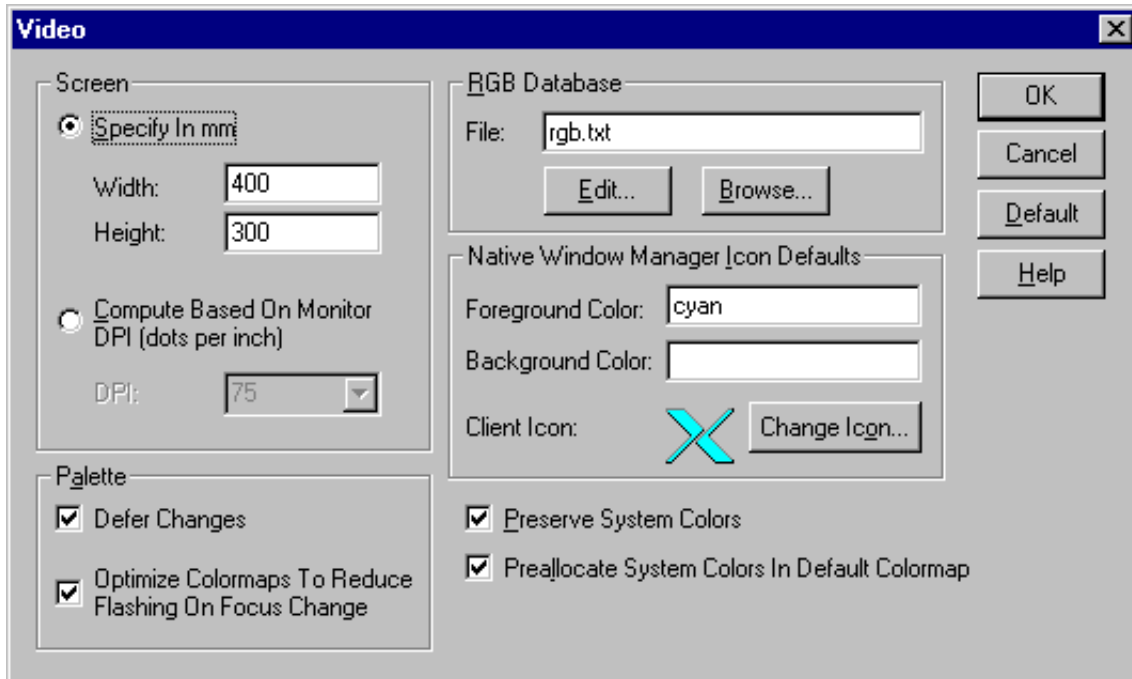 Video
Screen
Specify In mm
Width: 400
Height: 300
Compute Based On Monitor
DPI (dots per inch)
DPI: 75
Palette
Defer Changes
Optimize Colormaps To Reduce
Flashing On Focus Change
RGB Database
File: rgb.txt
Edit... Browse...
Native Window Manager Icon Defaults
Foreground Color: cyan
Background Color:
Client Icon: Change Icon...
Preserve System Colors
Preallocate System Colors In Default Colormap
OK
Cancel
Default
Help